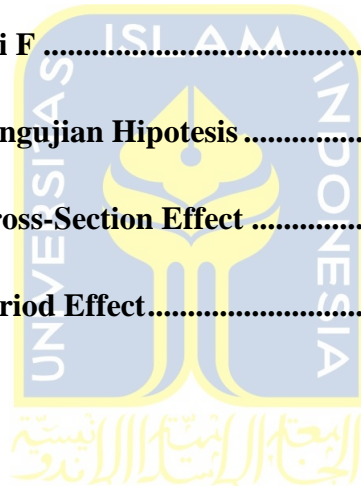 i F ..........................................
ISLAM
ngujian Hipotesis ....................
UNIVERSITAS
INDONESIA
ross-Section Effect ..................
riod Effect...............................